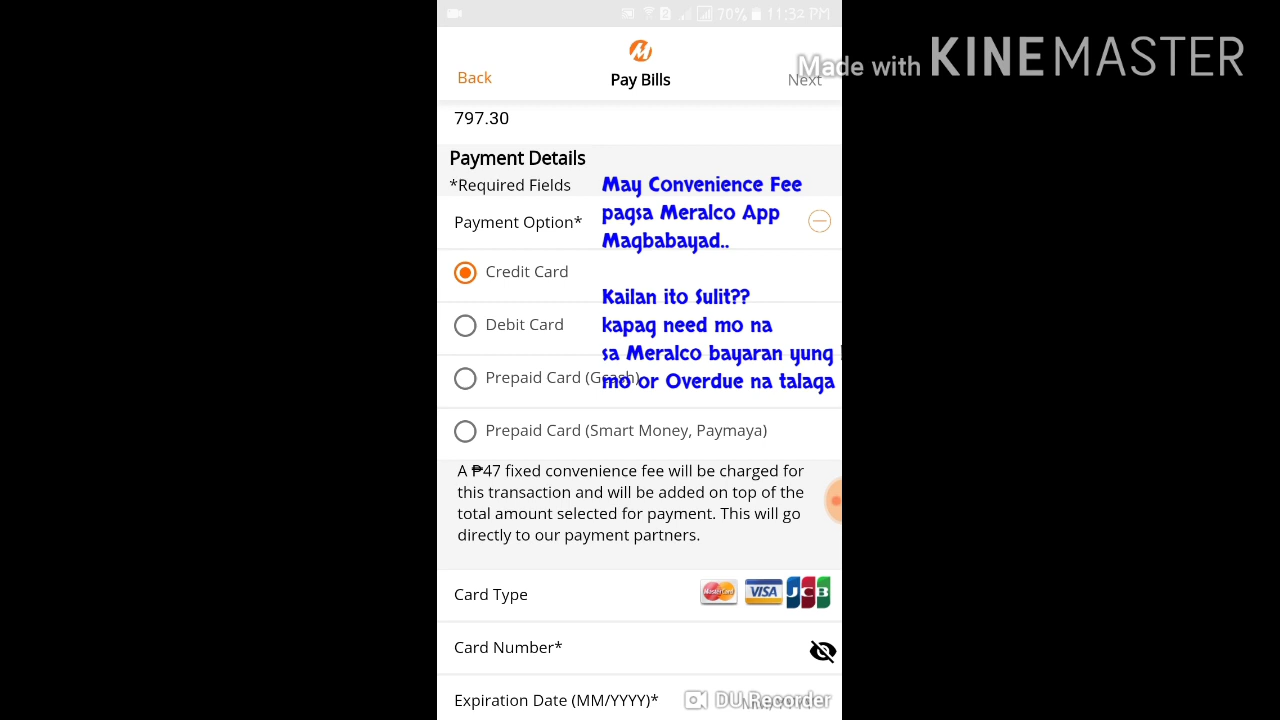 70% 11:32 PM
Made with KINEMASTER
Back
Pay Bills
Next
797.30
Payment Details
*Required Fields
May Convenience Fee
pagsa Meralco App
Magbabayad..
Payment Option*
Credit Card
Kailan ito Sulit??
kapag need mo na
sa Meralco bayaran yung
mo or Overdue na talaga
Debit Card
Prepaid Card (Gcash)
Prepaid Card (Smart Money, Paymaya)
A ₱47 fixed convenience fee will be charged for
this transaction and will be added on top of the
total amount selected for payment. This will go
directly to our payment partners.
Card Type
MasterCard VISA JCB
Card Number*
Expiration Date (MM/YYYY)*
MM/YYYY
DU Recorder